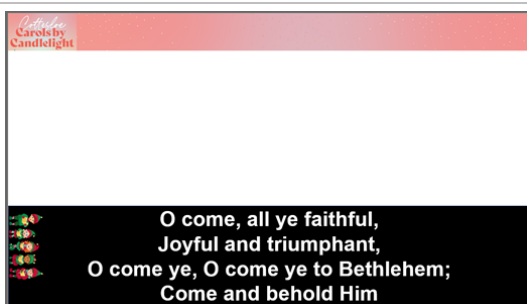 Cottesloe
Carols by
Candlelight
O come, all ye faithful,
Joyful and triumphant,
O come ye, O come ye to Bethlehem;
Come and behold Him